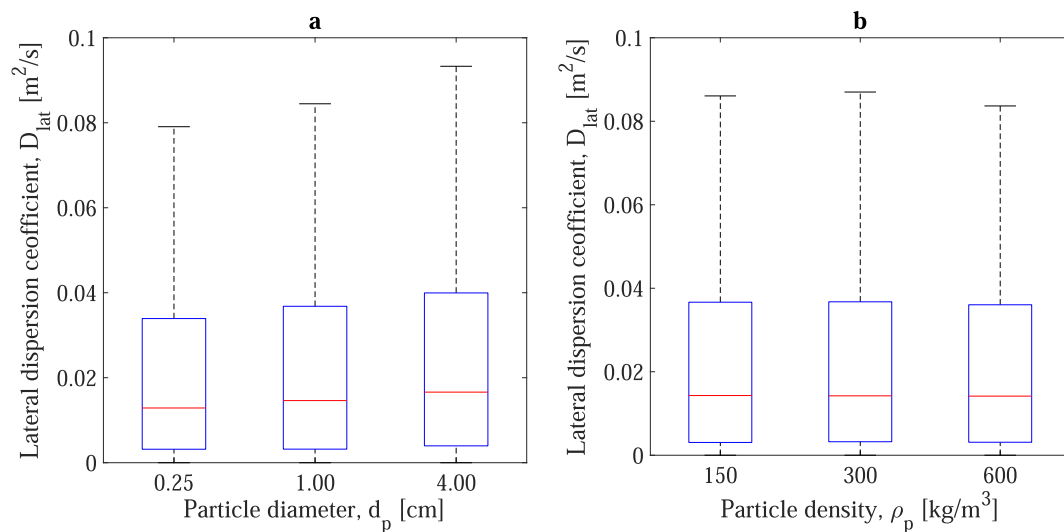 a
Lateral dispersion ceofficient, D_lat [m²/s]
0.1
0.08
0.06
0.04
0.02
0
0.25 1.00 4.00
Particle diameter, d_p [cm]
b
Lateral dispersion ceofficient, D_lat [m²/s]
0.1
0.08
0.06
0.04
0.02
0
150 300 600
Particle density, ρ_p [kg/m³]